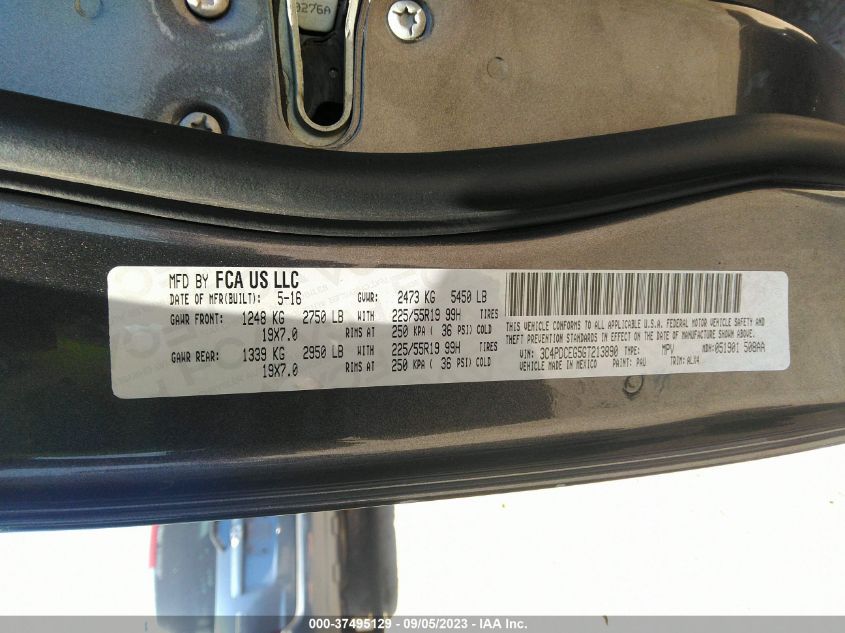 0276A
MFD BY FCA US LLC
DATE OF MFR(BUILT): 5-16 GVWR: 2473 KG 5450 LB
GAWR FRONT: 1248 KG 2750 LB WITH 225/55R19 99H TIRES
19X7.0 RIMS AT 250 KPA ( 36 PSI) COLD
GAWR REAR: 1339 KG 2950 LB WITH 225/55R19 99H TIRES
19X7.0 RIMS AT 250 KPA ( 36 PSI) COLD
THIS VEHICLE CONFORMS TO ALL APPLICABLE U.S.A. FEDERAL MOTOR VEHICLE SAFETY AND
THEFT PREVENTION STANDARDS IN EFFECT ON THE DATE OF MANUFACTURE SHOWN ABOVE.
VIN: 3C4PDCEG5GT213890 TYPE: MPV MDH: 051901 508AA
VEHICLE MADE IN MEXICO PAINT: PAU TRIM: ALX4
000-37495129 - 09/05/2023 - IAA Inc.